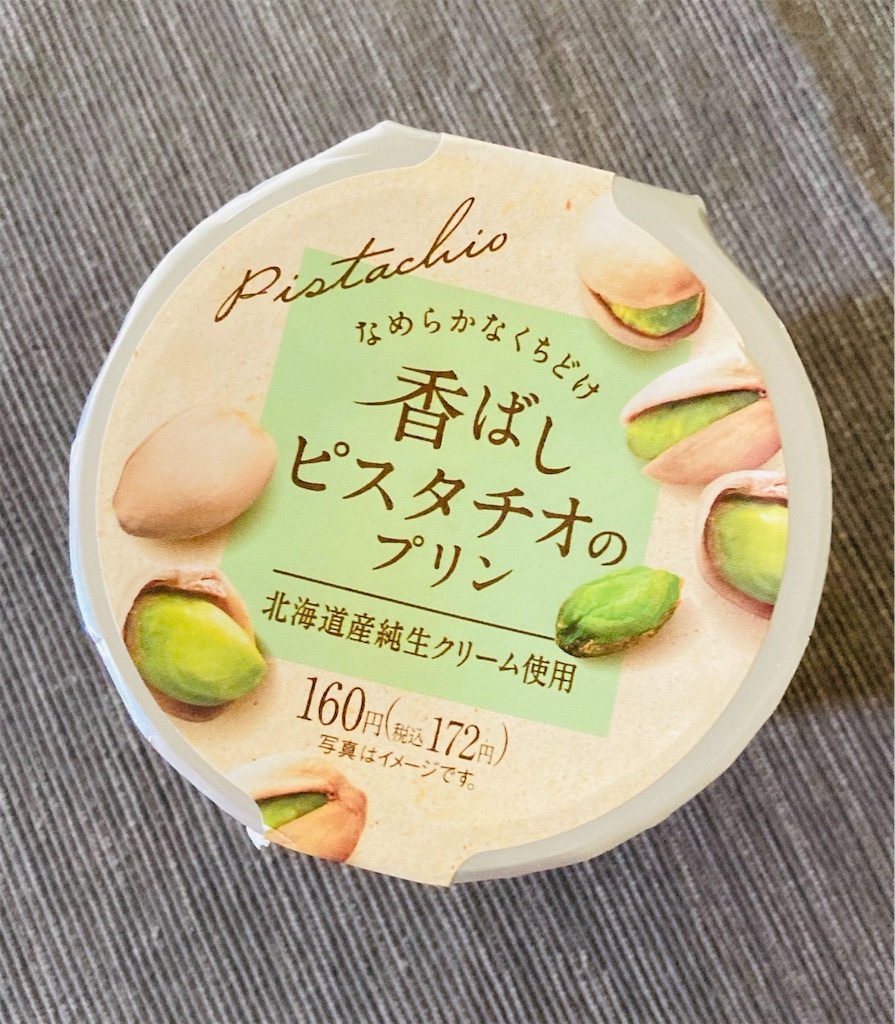 Pistachio
なめらかなくちどけ
香ばし
ピスタチオの
プリン
北海道産純生クリーム使用
160円(税込172円)
写真はイメージです。